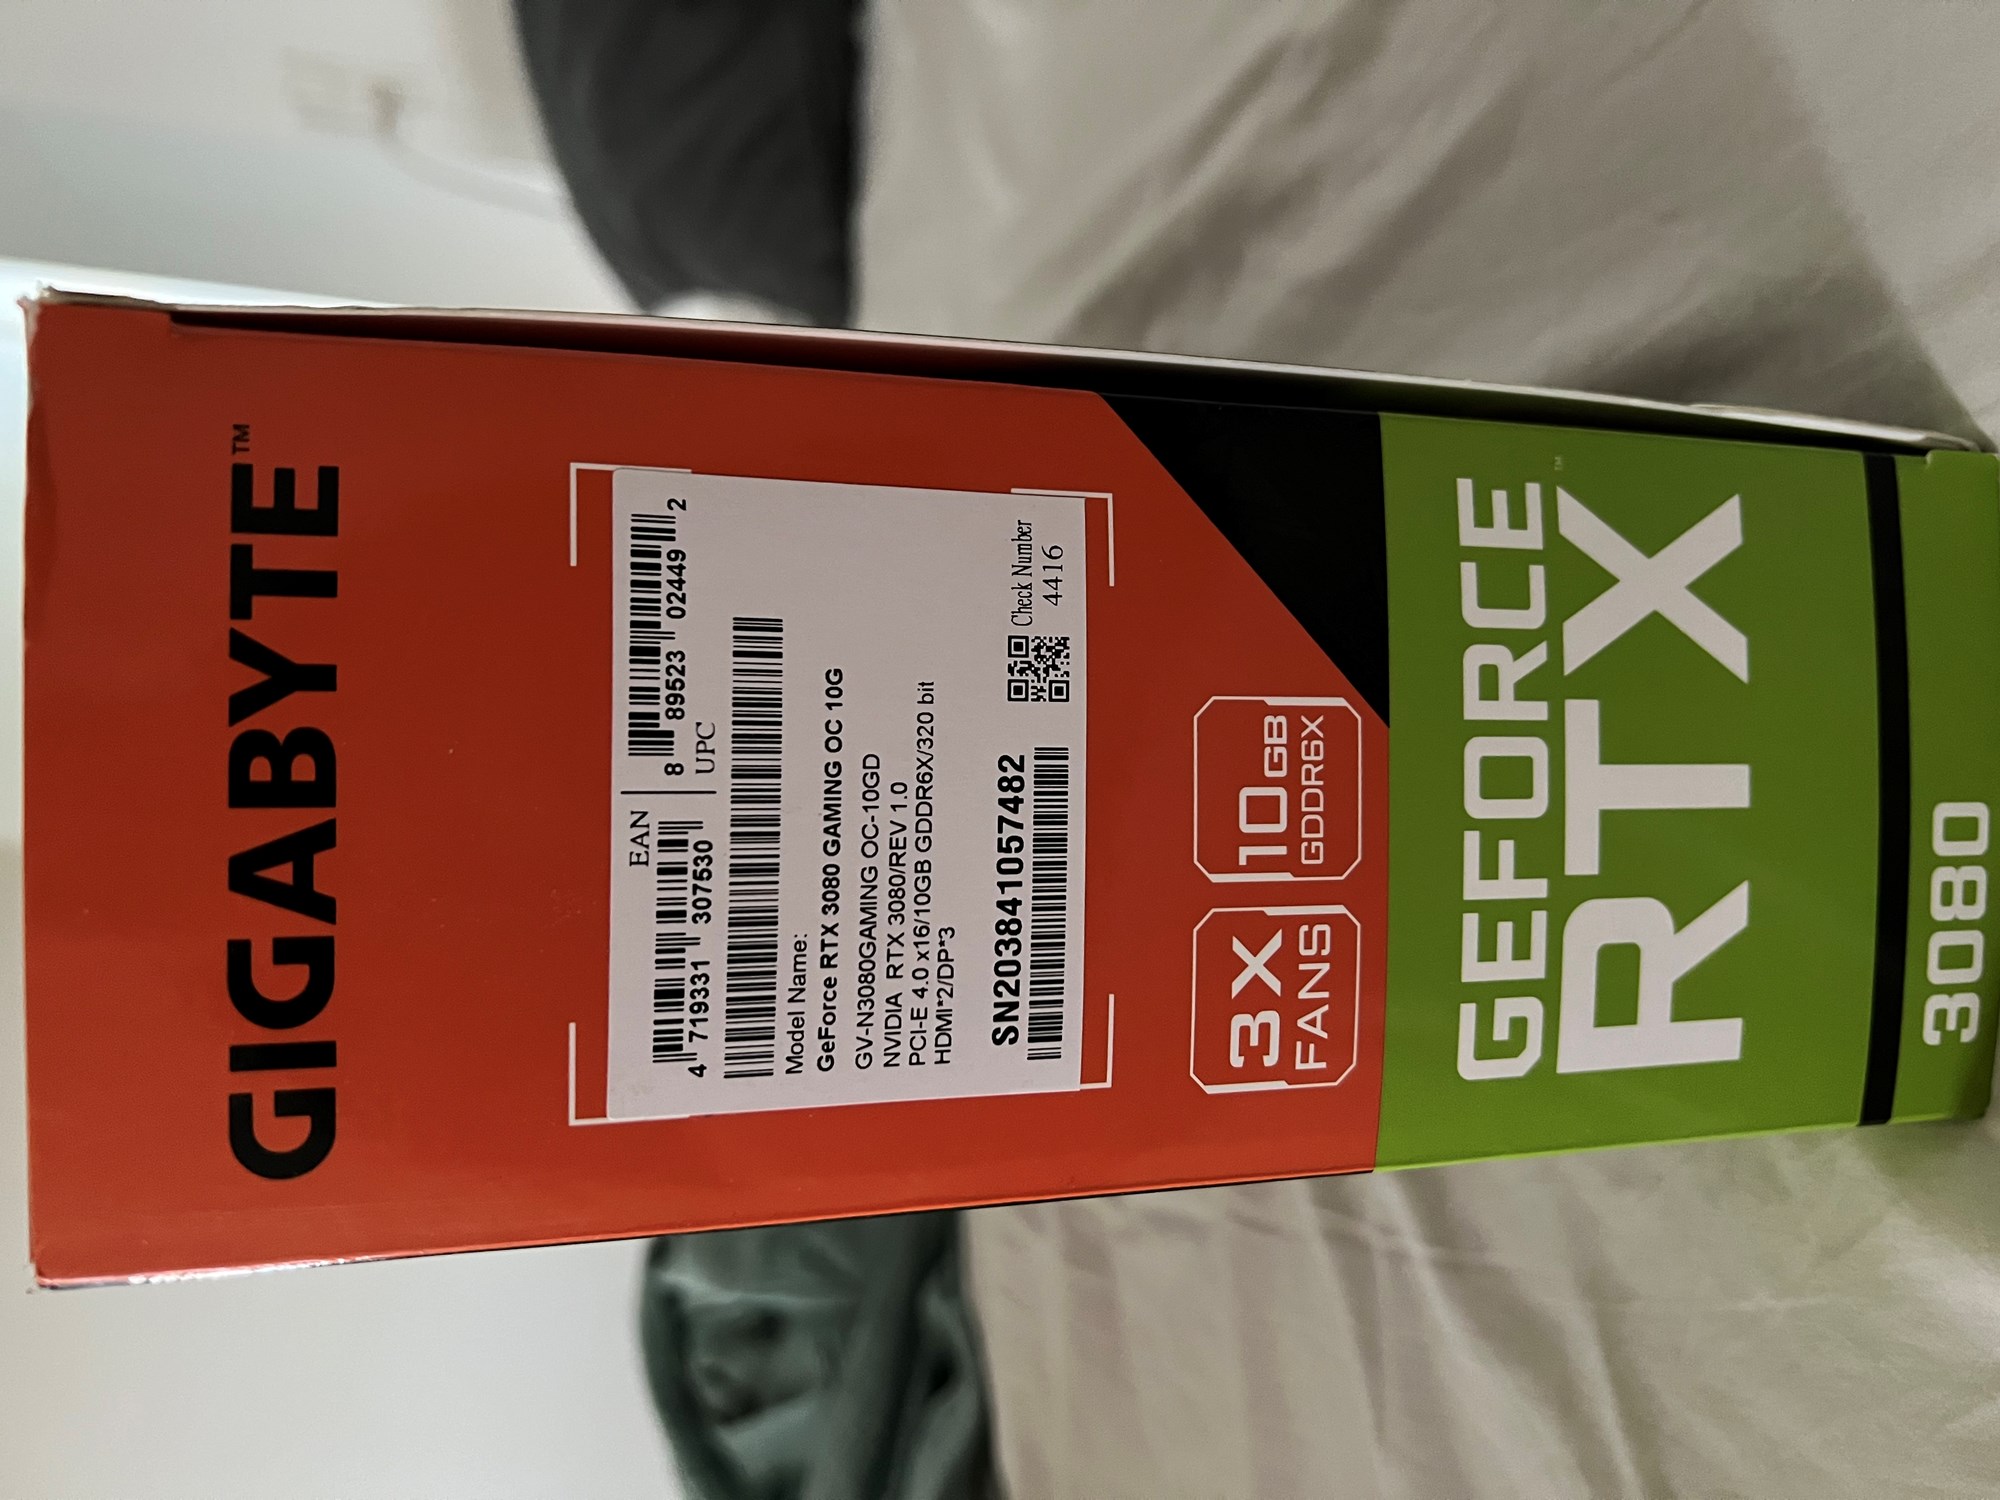 GIGABYTE™
EAN
UPC
4 719331 307530
8 89523 02449 2
Model Name:
GeForce RTX 3080 GAMING OC 10G
GV-N3080GAMING OC-10GD
NVIDIA RTX 3080/REV 1.0
PCI-E 4.0 x16/10GB GDDR6X/320 bit
HDMI*2/DP*3
SN203841057482
Check Number
4416
3X
FANS
10GB
GDDR6X
GEFORCE
RTX™
3080